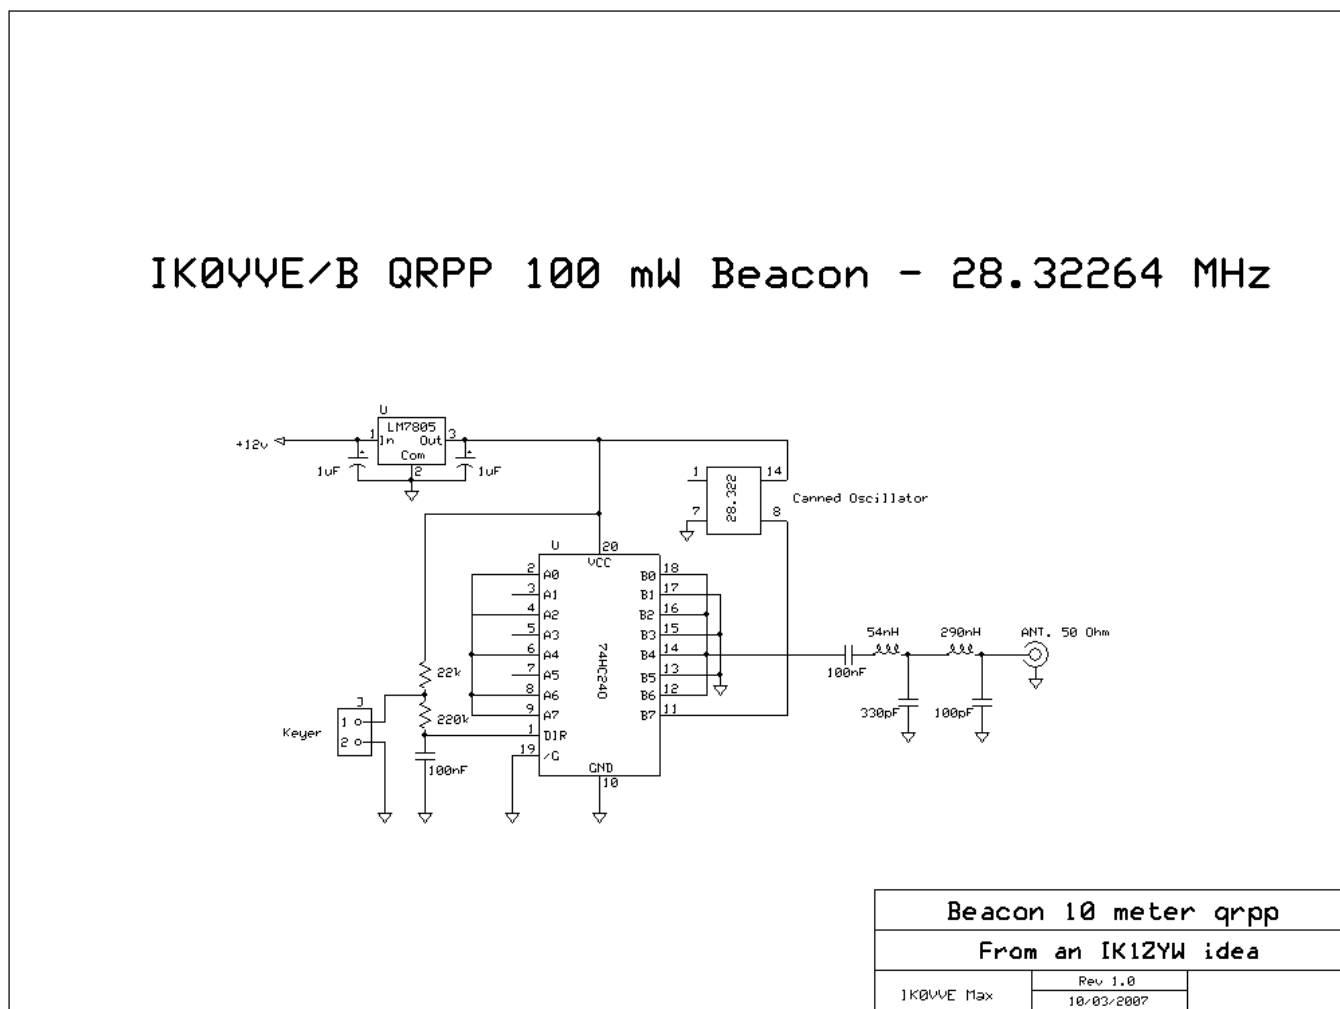 IK0VVE/B QRPP 100 mW Beacon - 28.32264 MHz
U
LM7805
+12v
1 In Out 3
Com
2
1uF
1uF
1
14
28.322
7
8
Canned Oscillator
U
20
VCC
2 A0
3 A1
4 A2
5 A3
6 A4
7 A5
8 A6
9 A7
1 DIR
19 /G
74HC240
B0 18
B1 17
B2 16
B3 15
B4 14
B5 13
B6 12
B7 11
GND
10
22k
220k
100nF
J
1
2
Keyer
100nF
54nH
290nH
ANT. 50 Ohm
330pF
100pF
Beacon 10 meter qrpp
From an IK1ZYW idea
IK0VVE Max
Rev 1.0
10/03/2007